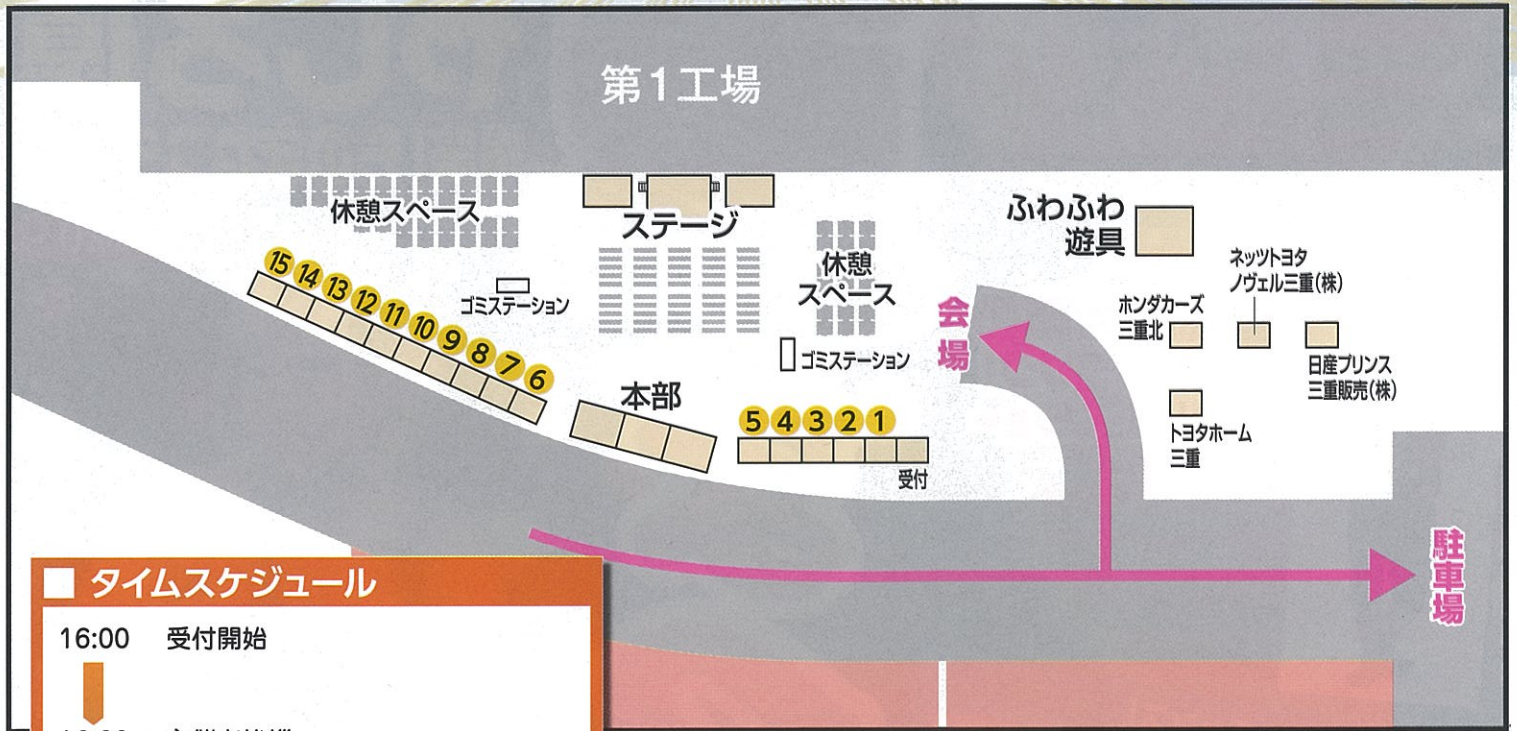 第1工場
休憩スペース
ステージ
休憩
スペース
ふわふわ
遊具
ネッツトヨタ
ノヴェル三重(株)
ホンダカーズ
三重北
日産プリンス
三重販売(株)
トヨタホーム
三重
会場
ゴミステーション
ゴミステーション
15 14 13 12 11 10 9 8 7 6
本部
5 4 3 2 1
受付
駐車場
■ タイムスケジュール
16:00 受付開始